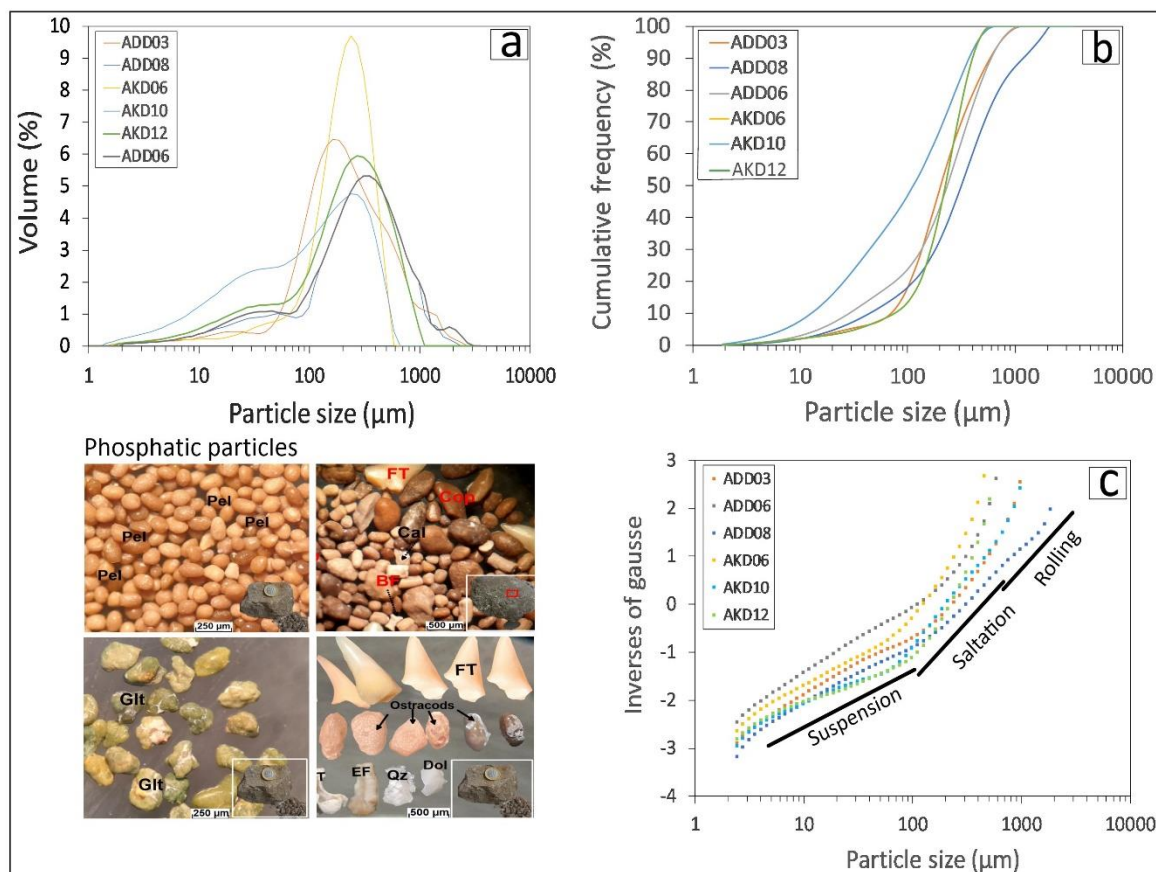 a
10
9
8
7
6
5
4
3
2
1
0
Volume (%)
ADD03
ADD08
AKD06
AKD10
AKD12
ADD06
1 10 100 1000 10000
Particle size (µm)
b
100
90
80
70
60
50
40
30
20
10
0
Cumulative frequency (%)
ADD03
ADD08
ADD06
AKD06
AKD10
AKD12
1 10 100 1000 10000
Particle size (µm)
Phosphatic particles
Pel
Pel
Pel
Pel
250 µm
FT
Cop
Cal
BF
500 µm
Glt
Glt
250 µm
FT
Ostracods
T
EF
Qz
Dol
500 µm
c
3
2
1
0
-1
-2
-3
-4
Inverses of gausse
ADD03
ADD06
ADD08
AKD06
AKD10
AKD12
Suspension
Saltation
Rolling
1 10 100 1000 10000
Particle size (µm)